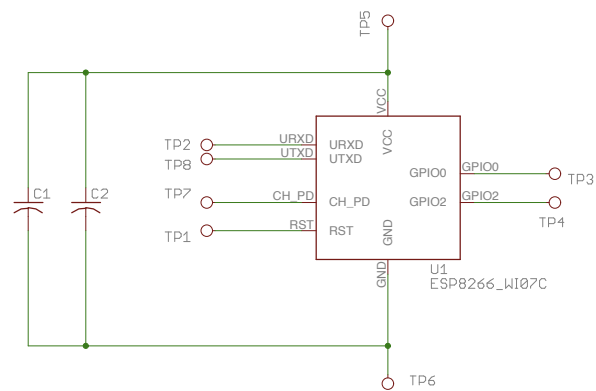 TP5
VCC
VCC
TP2
URXD
URXD
TP8
UTXD
UTXD
GPIO0
GPIO0
TP3
C1
C2
TP7
CH_PD
CH_PD
GPIO2
GPIO2
TP4
TP1
RST
RST
GND
GND
U1
ESP8266_WI07C
TP6